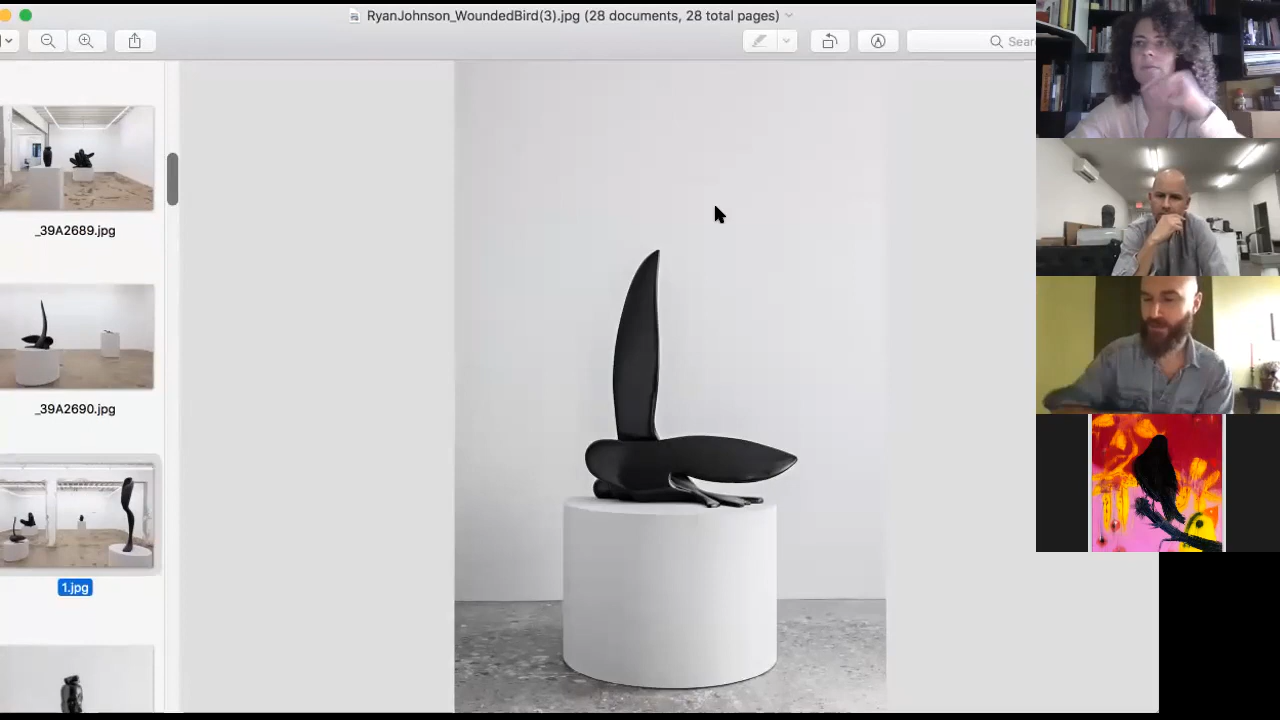 RyanJohnson_WoundedBird(3).jpg (28 documents, 28 total pages)
Sear
_39A2689.jpg
_39A2690.jpg
1.jpg